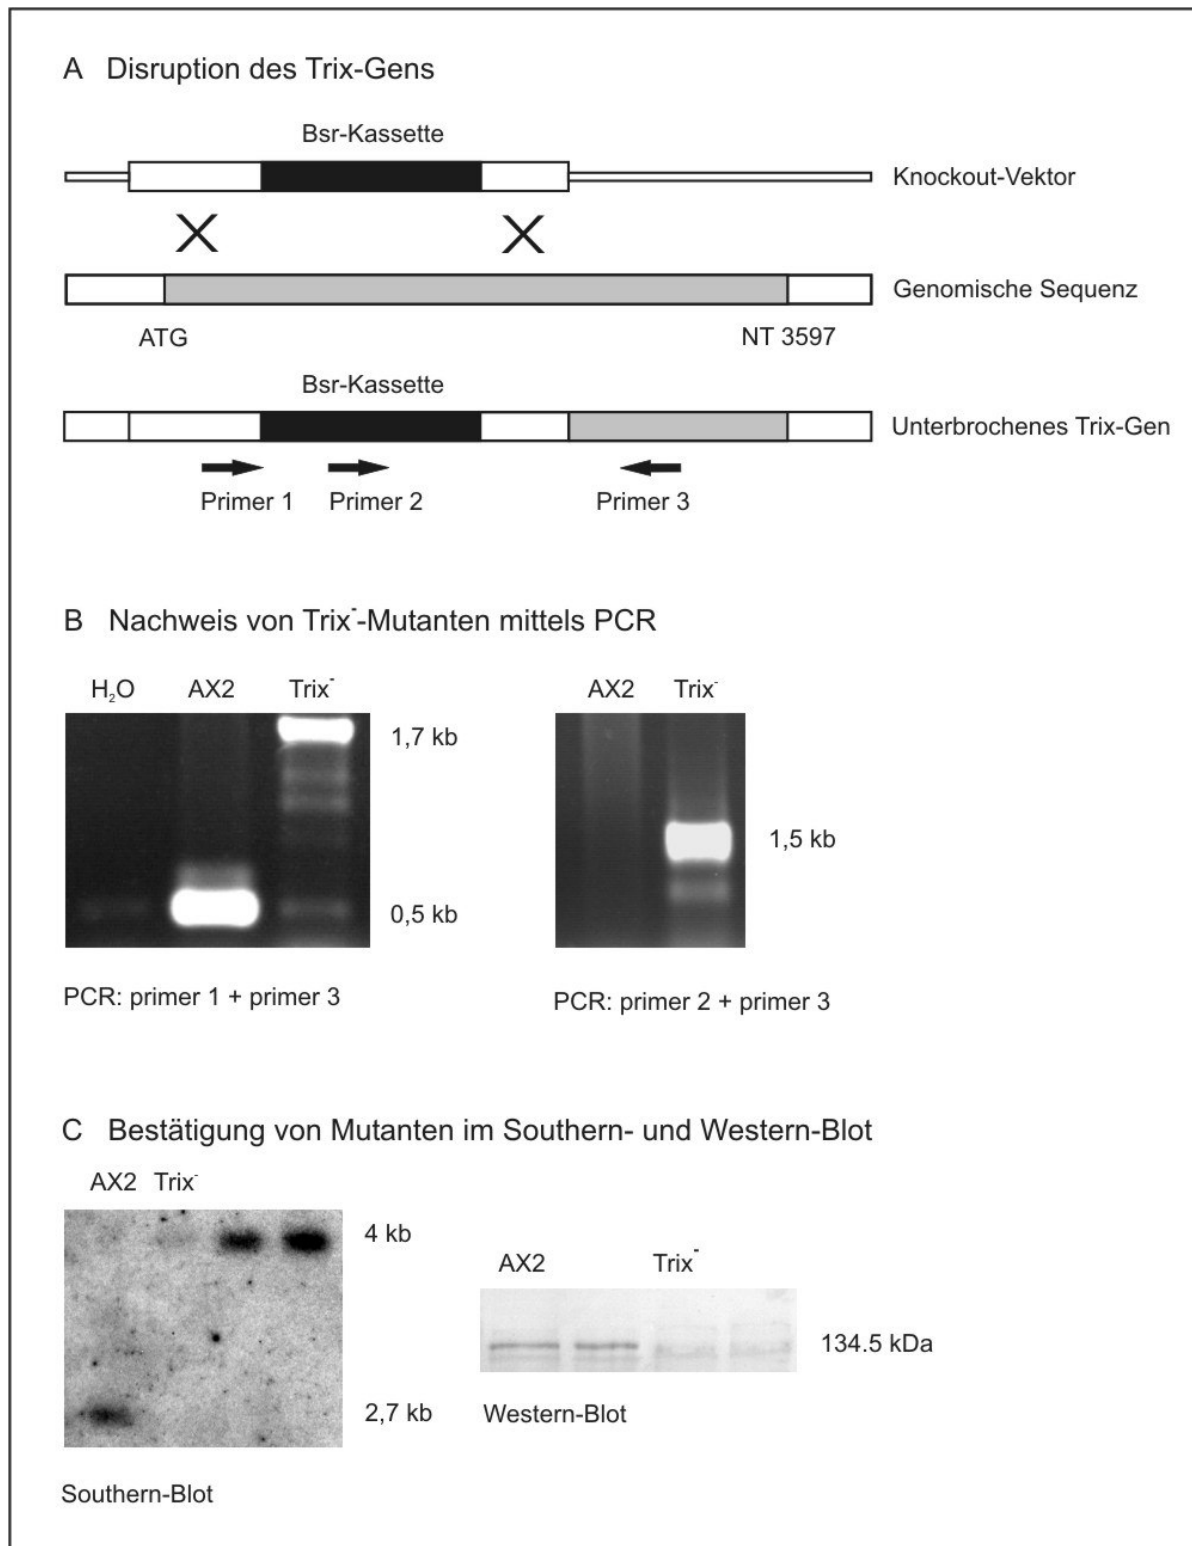 A Disruption des Trix-Gens
Bsr-Kassette
Knockout-Vektor
Genomische Sequenz
ATG
NT 3597
Bsr-Kassette
Unterbrochenes Trix-Gen
Primer 1
Primer 2
Primer 3
B Nachweis von Trix⁻-Mutanten mittels PCR
H₂O AX2 Trix⁻
1,7 kb
0,5 kb
PCR: primer 1 + primer 3
AX2 Trix⁻
1,5 kb
PCR: primer 2 + primer 3
C Bestätigung von Mutanten im Southern- und Western-Blot
AX2 Trix⁻
4 kb
2,7 kb
Southern-Blot
AX2 Trix⁻
134.5 kDa
Western-Blot